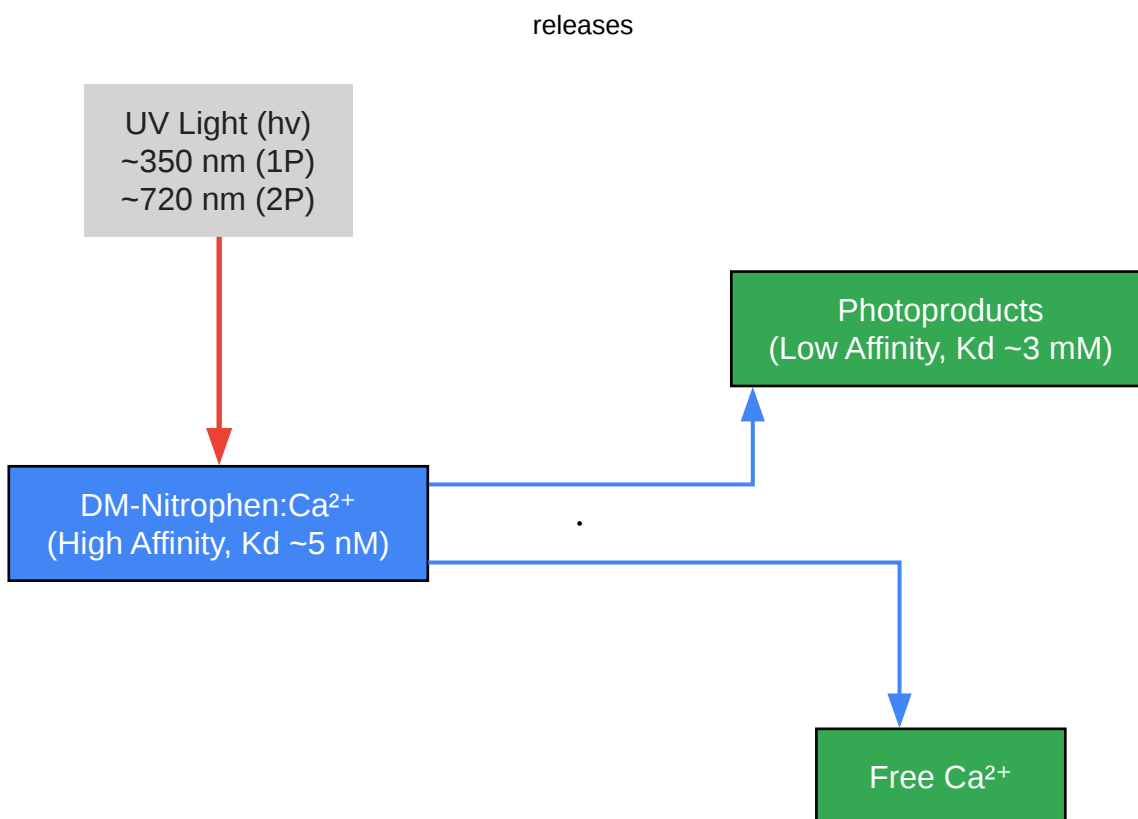 releases
UV Light (hv)
~350 nm (1P)
~720 nm (2P)
Photoproducts
(Low Affinity, Kd ~3 mM)
DM-Nitrophen:Ca²⁺
(High Affinity, Kd ~5 nM)
.
Free Ca²⁺